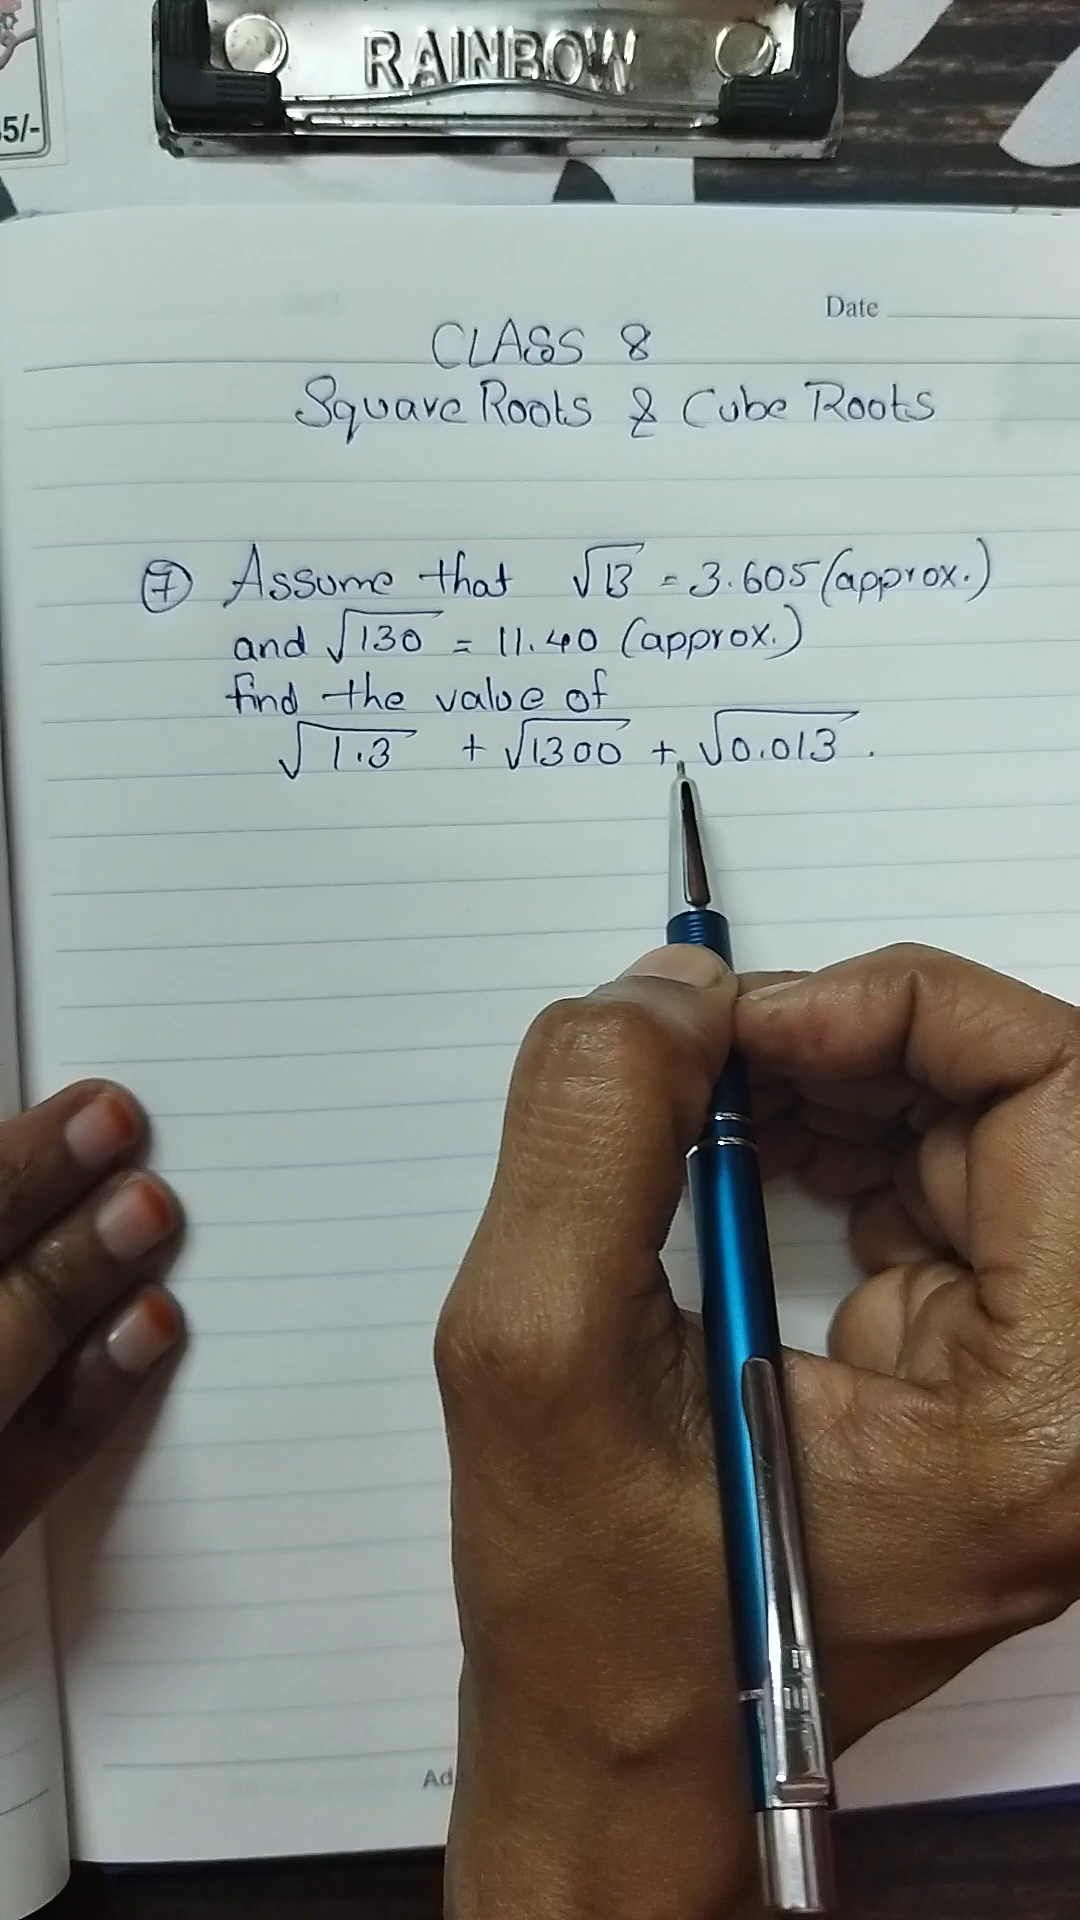 RAINBOW
5/-
Date
CLASS 8
Square Roots & Cube Roots
⑦ Assume that √13 = 3.605 (approx.)
and √130 = 11.40 (approx.)
find the value of
√1.3 + √1300 + √0.013 .
Ad